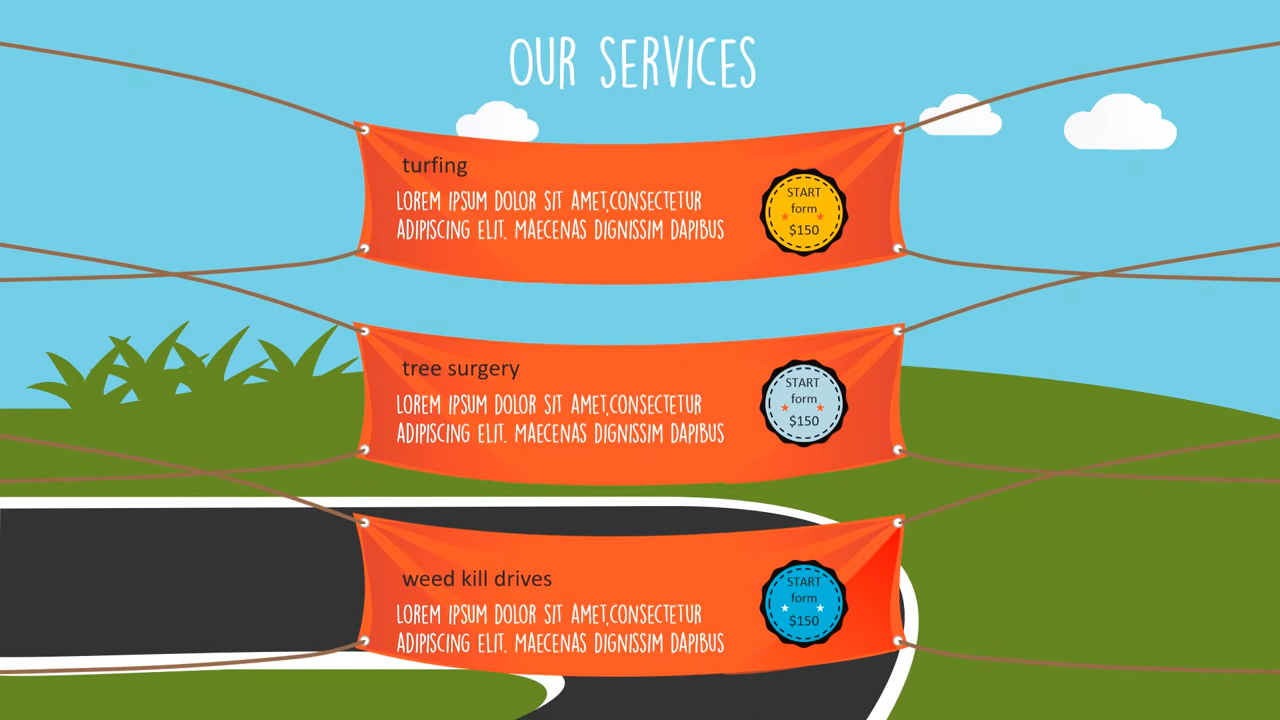 OUR SERVICES
turfing
LOREM IPSUM DOLOR SIT AMET,CONSECTETUR
ADIPISCING ELIT. MAECENAS DIGNISSIM DAPIBUS
START
form
$150
tree surgery
LOREM IPSUM DOLOR SIT AMET,CONSECTETUR
ADIPISCING ELIT. MAECENAS DIGNISSIM DAPIBUS
START
form
$150
weed kill drives
LOREM IPSUM DOLOR SIT AMET,CONSECTETUR
ADIPISCING ELIT. MAECENAS DIGNISSIM DAPIBUS
START
form
$150